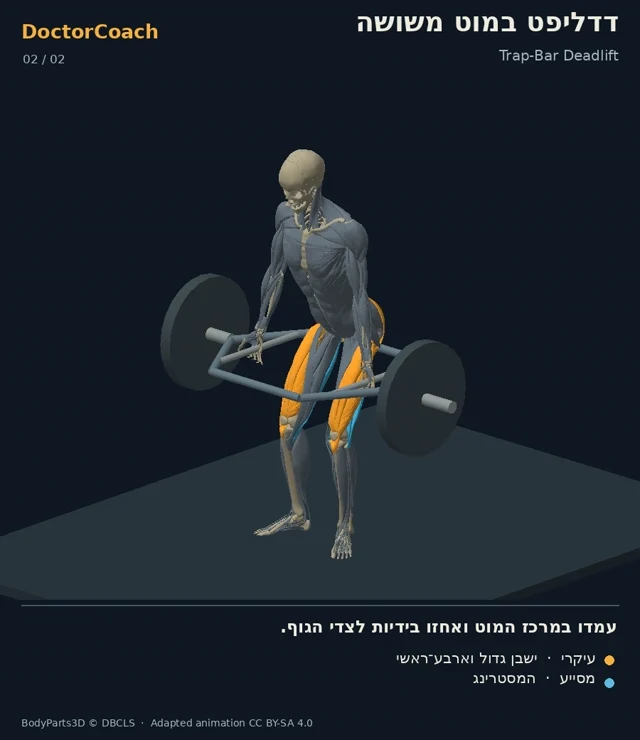 DoctorCoach
דדליפט במוט משושה
02 / 02
Trap-Bar Deadlift
עמדו במרכז המוט ואחזו בידיות לצדי הגוף.
עיקרי · ישבן גדול וארבע־ראשי
מסייע · המסטרינג
BodyParts3D © DBCLS · Adapted animation CC BY-SA 4.0